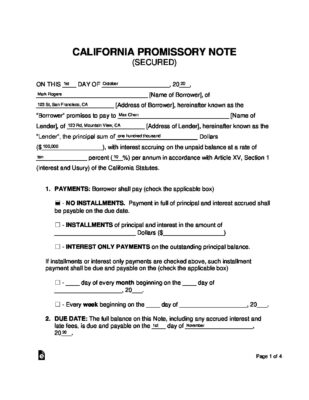 CALIFORNIA PROMISSORY NOTE
(SECURED)
ON THIS 1st DAY OF October, 2020,
Mark Rogers [Name of Borrower], of
123 St, San Francisco, CA [Address of Borrower], hereinafter known as the
"Borrower" promises to pay to Max Chen [Name of
Lender], of 123 Rd, Mountain View, CA [Address of Lender], hereinafter known as the
"Lender", the principal sum of one hundred thousand Dollars
($100,000), with interest accruing on the unpaid balance at a rate of
ten percent (10 %) per annum in accordance with Article XV, Section 1
(Interest and Usury) of the California Statutes.
1. PAYMENTS: Borrower shall pay (check the applicable box)
- NO INSTALLMENTS. Payment in full of principal and interest accrued shall
be payable on the due date.
☐ - INSTALLMENTS of principal and interest in the amount of
____________________ Dollars ($________________)
☐ - INTEREST ONLY PAYMENTS on the outstanding principal balance.
If installments or interest only payments are checked above, such installment
payment shall be due and payable on the (check the applicable box)
☐ - ____ day of every month beginning on the ____ day of
____________________, 20___.
☐ - Every week beginning on the ____ day of ____________________, 20___.
2. DUE DATE: The full balance on this Note, including any accrued interest and
late fees, is due and payable on the 1st day of November,
20
e
Page 1 of 4